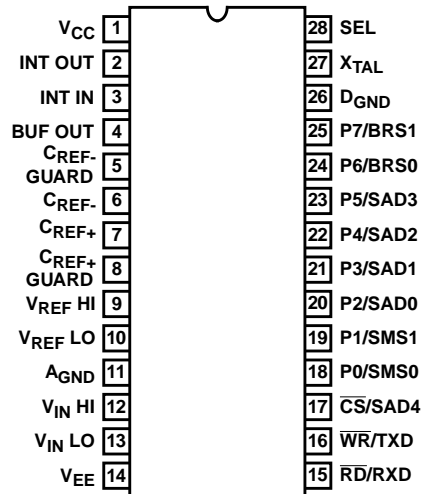 VCC 1
INT OUT 2
INT IN 3
BUF OUT 4
CREF-
GUARD 5
CREF- 6
CREF+ 7
CREF+
GUARD 8
VREF HI 9
VREF LO 10
AGND 11
VIN HI 12
VIN LO 13
VEE 14
28 SEL
27 XTAL
26 DGND
25 P7/BRS1
24 P6/BRS0
23 P5/SAD3
22 P4/SAD2
21 P3/SAD1
20 P2/SAD0
19 P1/SMS1
18 P0/SMS0
17 C̅S̅/SAD4
16 W̅R̅/TXD
15 R̅D̅/RXD